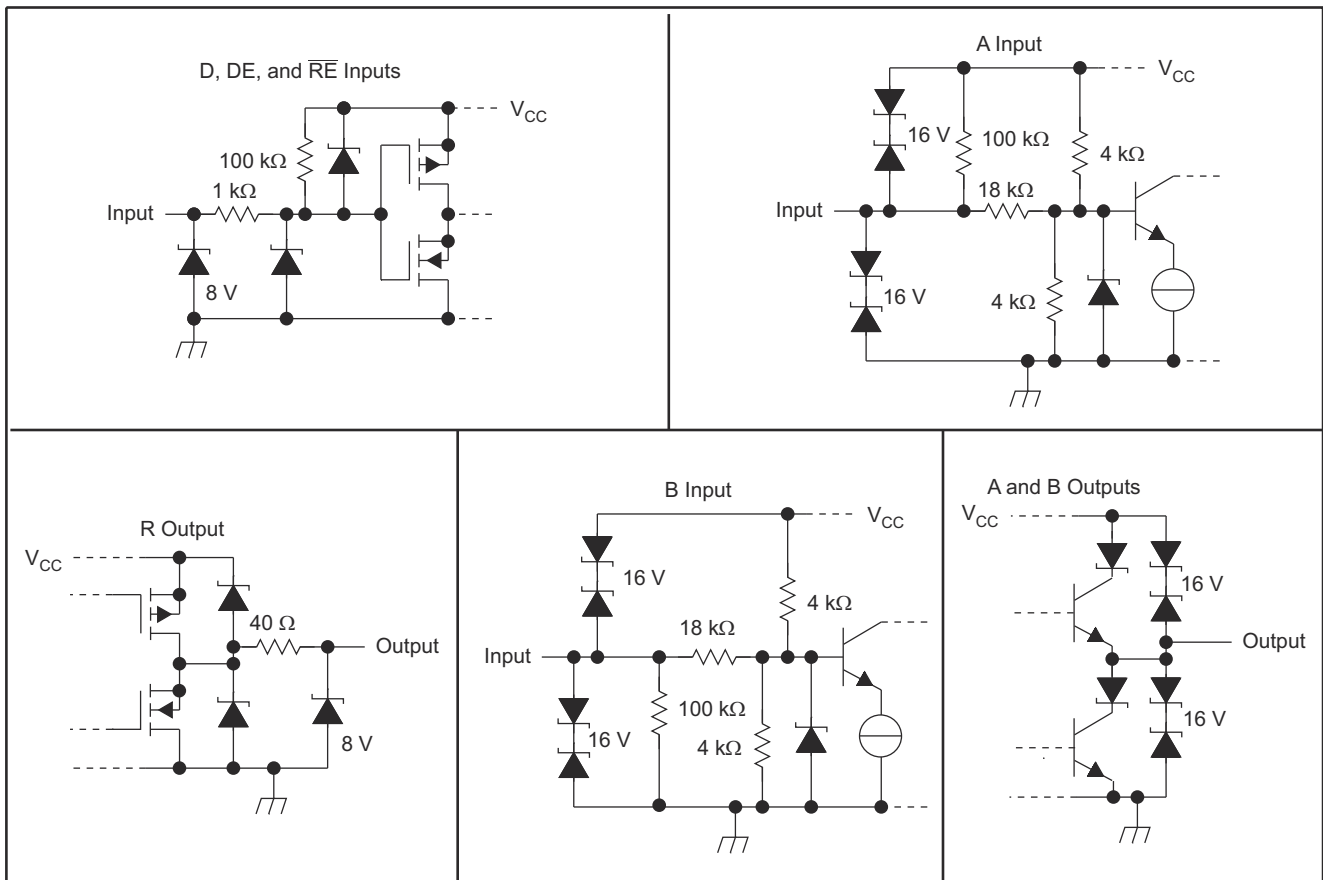 D, DE, and RE Inputs
V_CC
100 kΩ
1 kΩ
Input
8 V
A Input
V_CC
16 V
100 kΩ
4 kΩ
18 kΩ
Input
16 V
4 kΩ
R Output
V_CC
40 Ω
Output
8 V
B Input
V_CC
16 V
4 kΩ
18 kΩ
Input
100 kΩ
16 V
4 kΩ
A and B Outputs
V_CC
16 V
Output
16 V